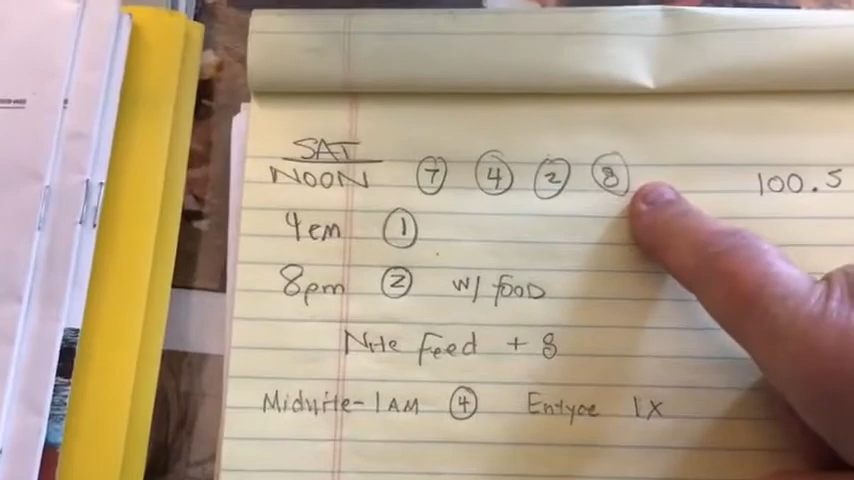 SAT
NOON 7 4 2 8 100.5
4pm 1
8pm 2 w/ food
Nite Feed + 8
Midnite-1AM 4 Entyce 1X